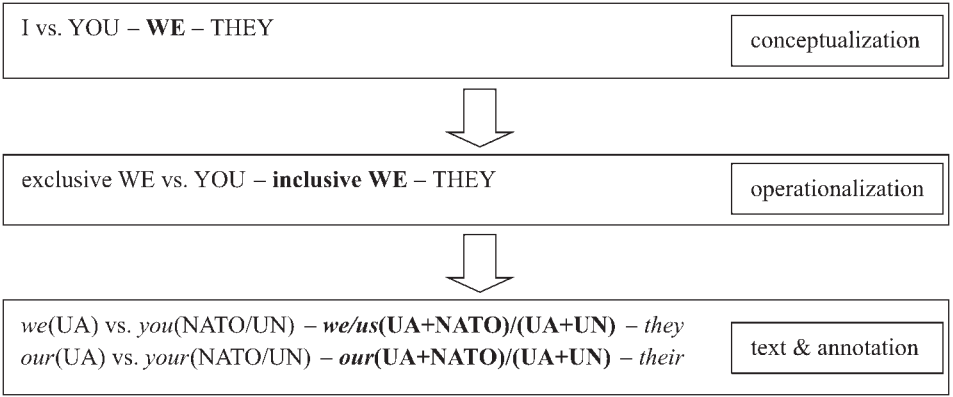 I vs. YOU – WE – THEY
conceptualization
exclusive WE vs. YOU – inclusive WE – THEY
operationalization
we(UA) vs. you(NATO/UN) – we/us(UA+NATO)/(UA+UN) – they
our(UA) vs. your(NATO/UN) – our(UA+NATO)/(UA+UN) – their
text & annotation